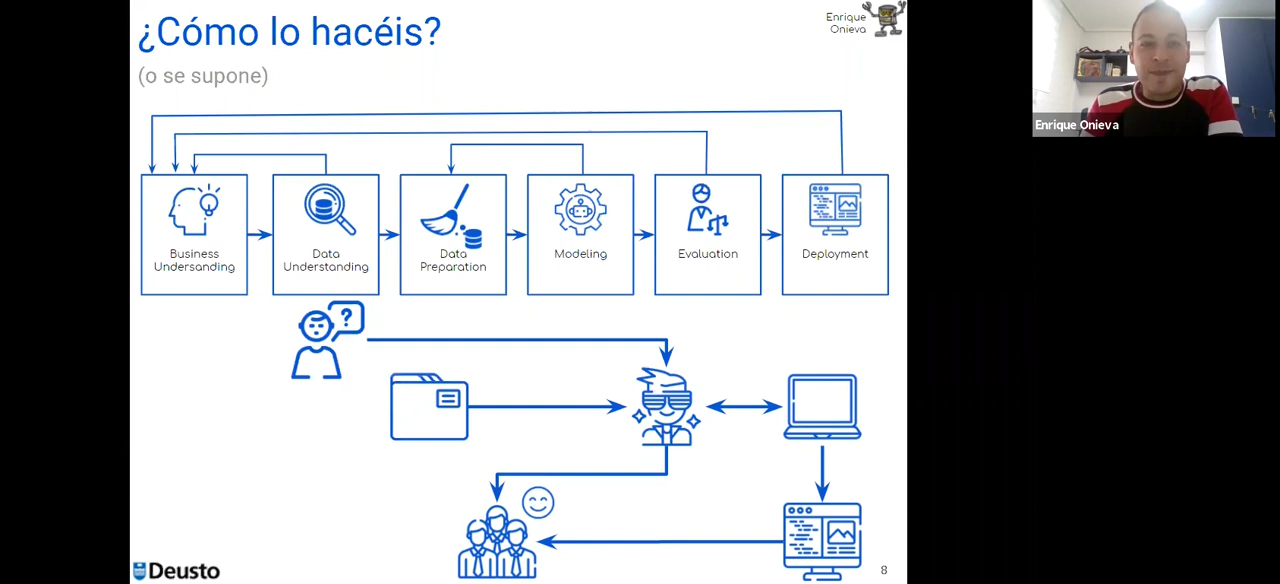 ¿Cómo lo hacéis?
(o se supone)
Enrique
Onieva
Enrique Onieva
Business
Undersanding
Data
Understanding
Data
Preparation
Modeling
Evaluation
Deployment
?
Deusto
8